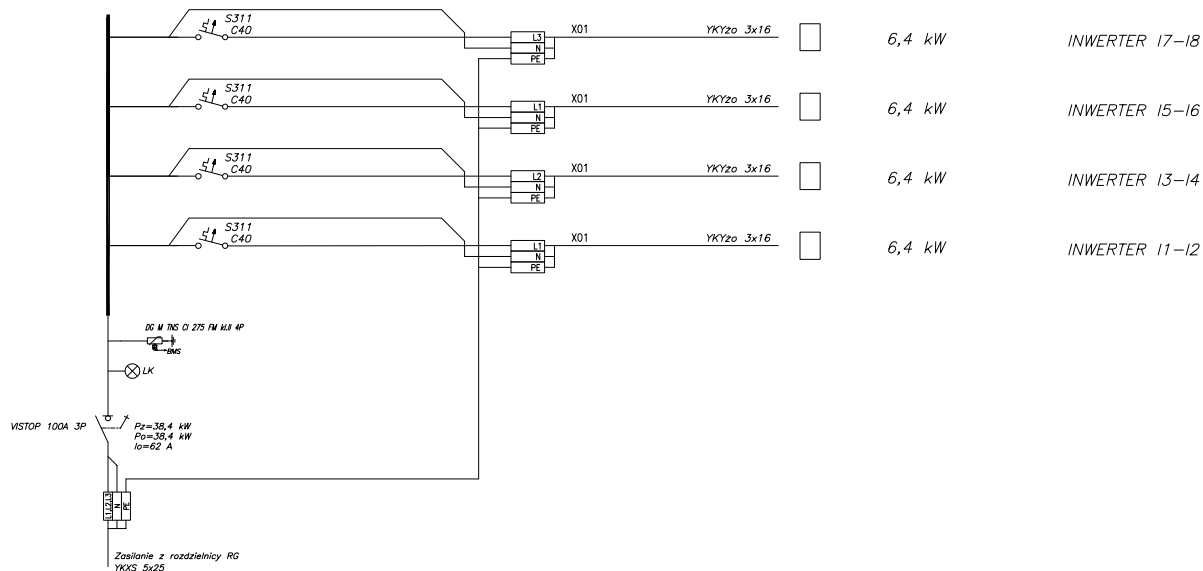 S311
C40
L3
N
PE
X01
YKYżo 3x16
6,4 kW
INWERTER I7-I8
S311
C40
L1
N
PE
X01
YKYżo 3x16
6,4 kW
INWERTER I5-I6
S311
C40
L2
N
PE
X01
YKYżo 3x16
6,4 kW
INWERTER I3-I4
S311
C40
L1
N
PE
X01
YKYżo 3x16
6,4 kW
INWERTER I1-I2
DG M TNS CI 275 FM kl.II 4P
BMS
LK
VISTOP 100A 3P
Pz=38,4 kW
Po=38,4 kW
Io=62 A
L1,L2,L3
N
PE
Zasilanie z rozdzielnicy RG
YKXS 5x25